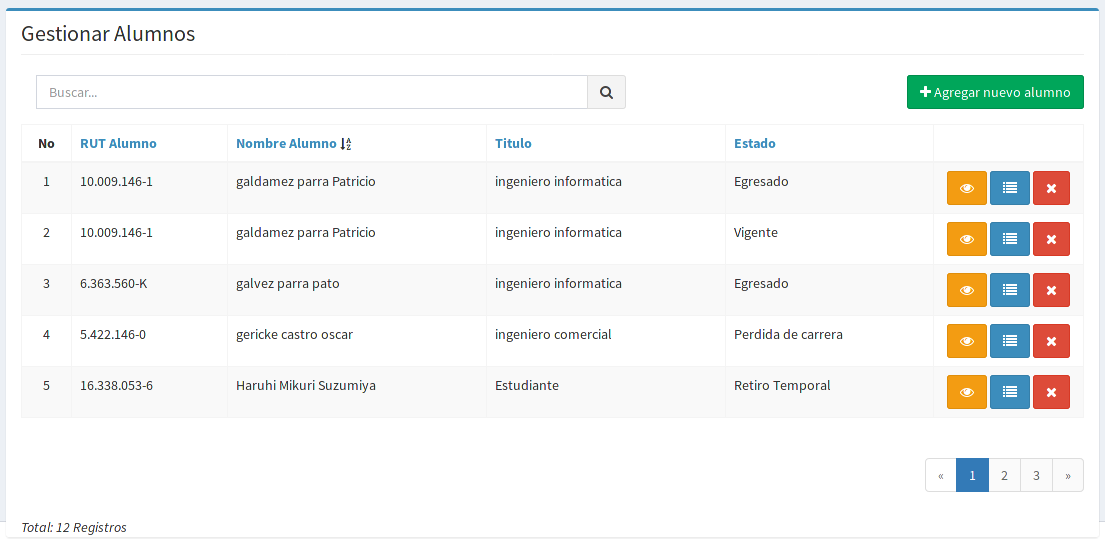 Gestionar Alumnos
Buscar...
Agregar nuevo alumno
No RUT Alumno Nombre Alumno Titulo Estado
1 10.009.146-1 galdamez parra Patricio ingeniero informatica Egresado
2 10.009.146-1 galdamez parra Patricio ingeniero informatica Vigente
3 6.363.560-K galvez parra pato ingeniero informatica Egresado
4 5.422.146-0 gericke castro oscar ingeniero comercial Perdida de carrera
5 16.338.053-6 Haruhi Mikuri Suzumiya Estudiante Retiro Temporal
« 1 2 3 »
Total: 12 Registros